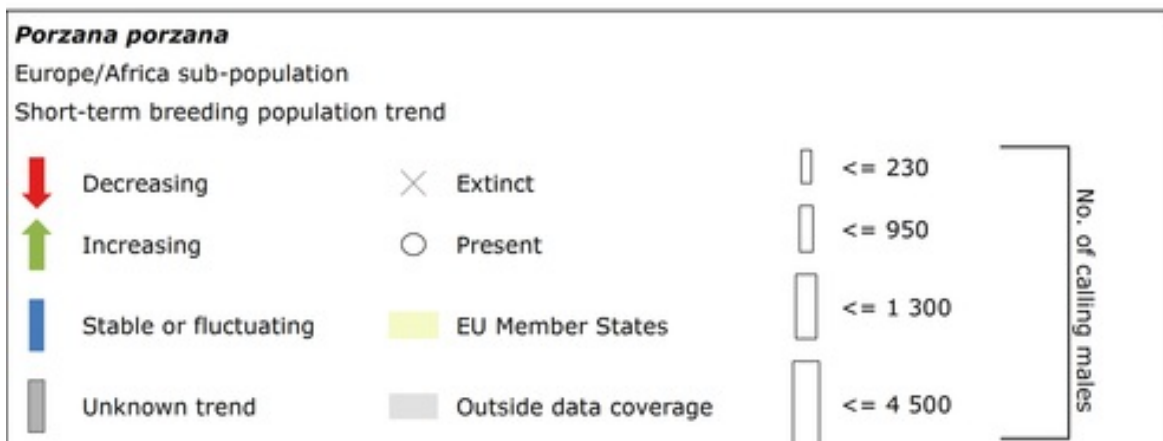 Porzana porzana
Europe/Africa sub-population
Short-term breeding population trend
Decreasing
Increasing
Stable or fluctuating
Unknown trend
Extinct
Present
EU Member States
Outside data coverage
<= 230
<= 950
<= 1 300
<= 4 500
No. of calling males